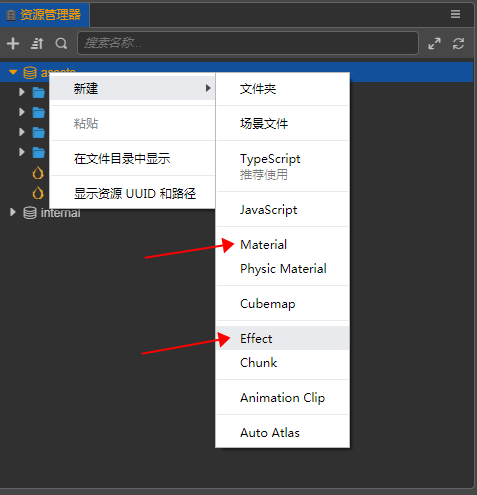 资源管理器
搜索名称...
assets
新建
粘贴
在文件目录中显示
显示资源 UUID 和路径
internal
文件夹
场景文件
TypeScript
推荐使用
JavaScript
Material
Physic Material
Cubemap
Effect
Chunk
Animation Clip
Auto Atlas